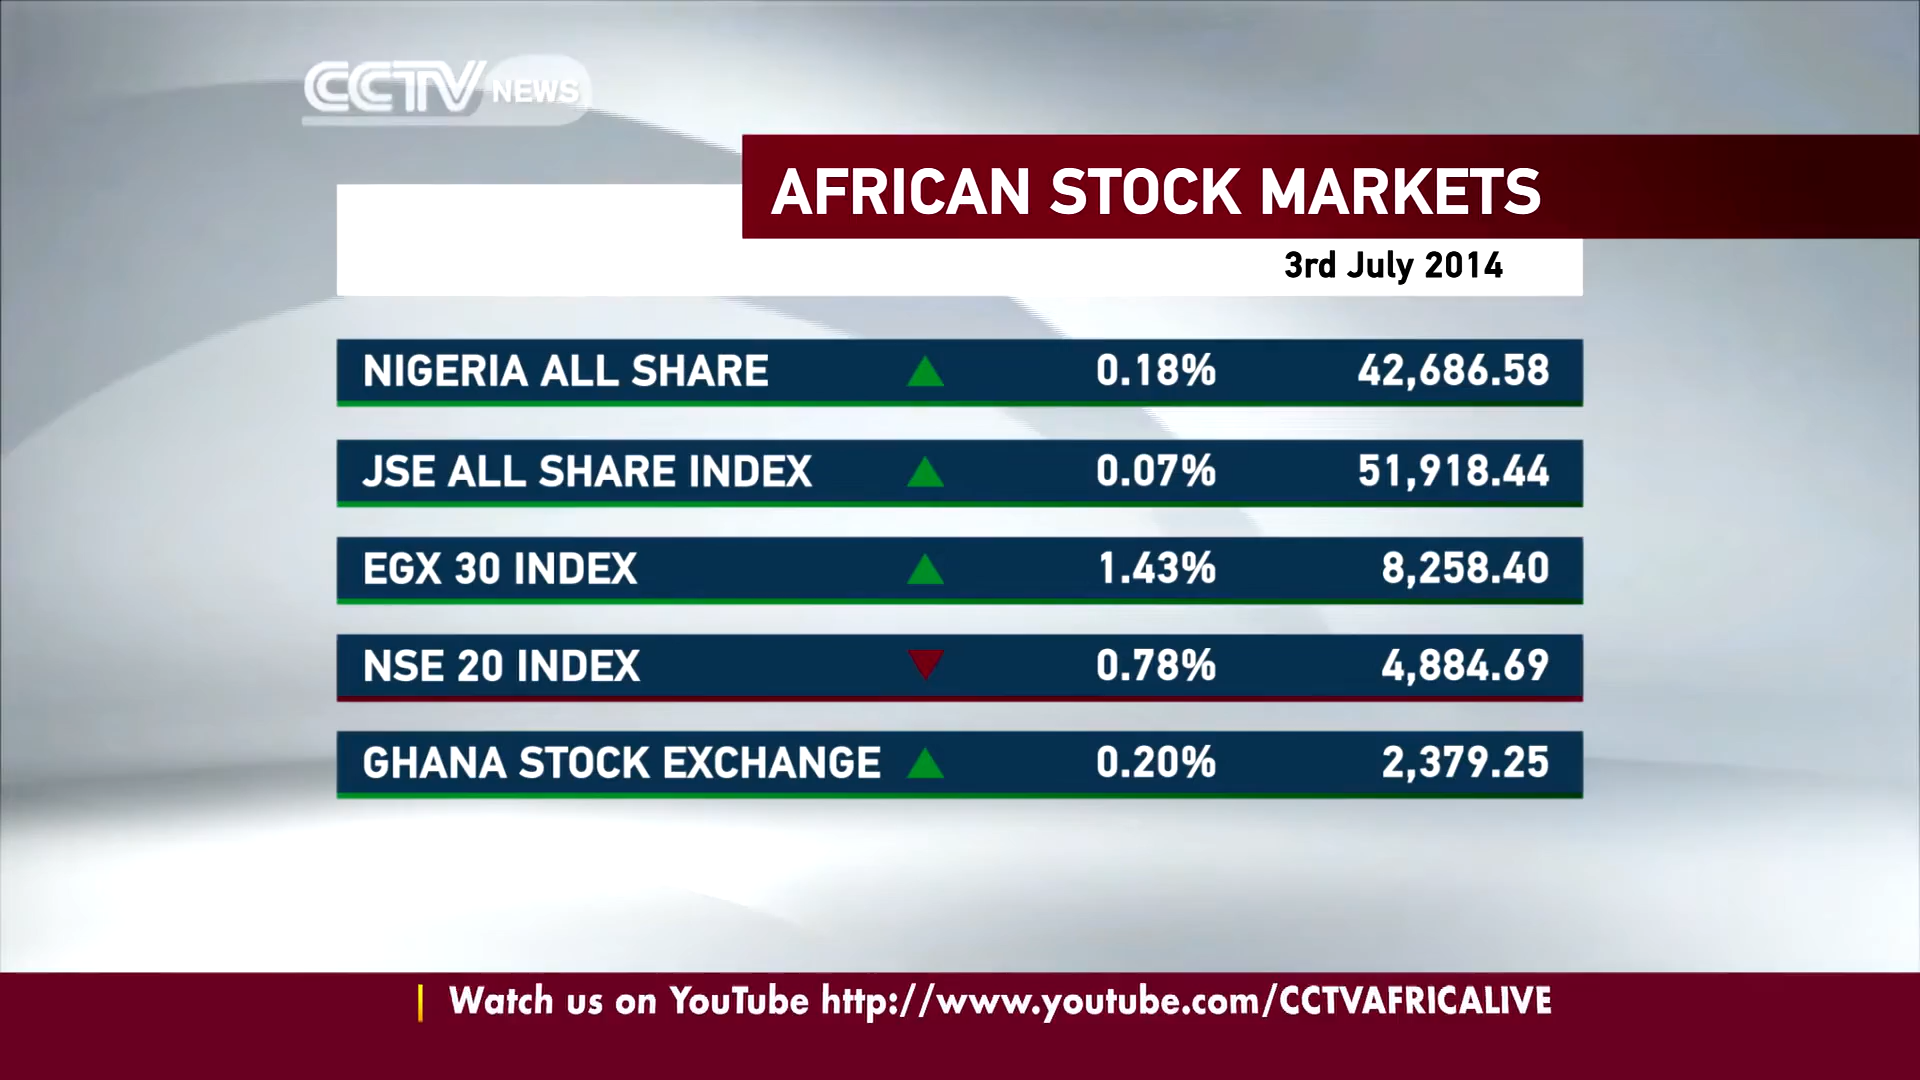 CCTV NEWS
AFRICAN STOCK MARKETS
3rd July 2014
NIGERIA ALL SHARE 0.18% 42,686.58
JSE ALL SHARE INDEX 0.07% 51,918.44
EGX 30 INDEX 1.43% 8,258.40
NSE 20 INDEX 0.78% 4,884.69
GHANA STOCK EXCHANGE 0.20% 2,379.25
Watch us on YouTube http://www.youtube.com/CCTVAFRICALIVE